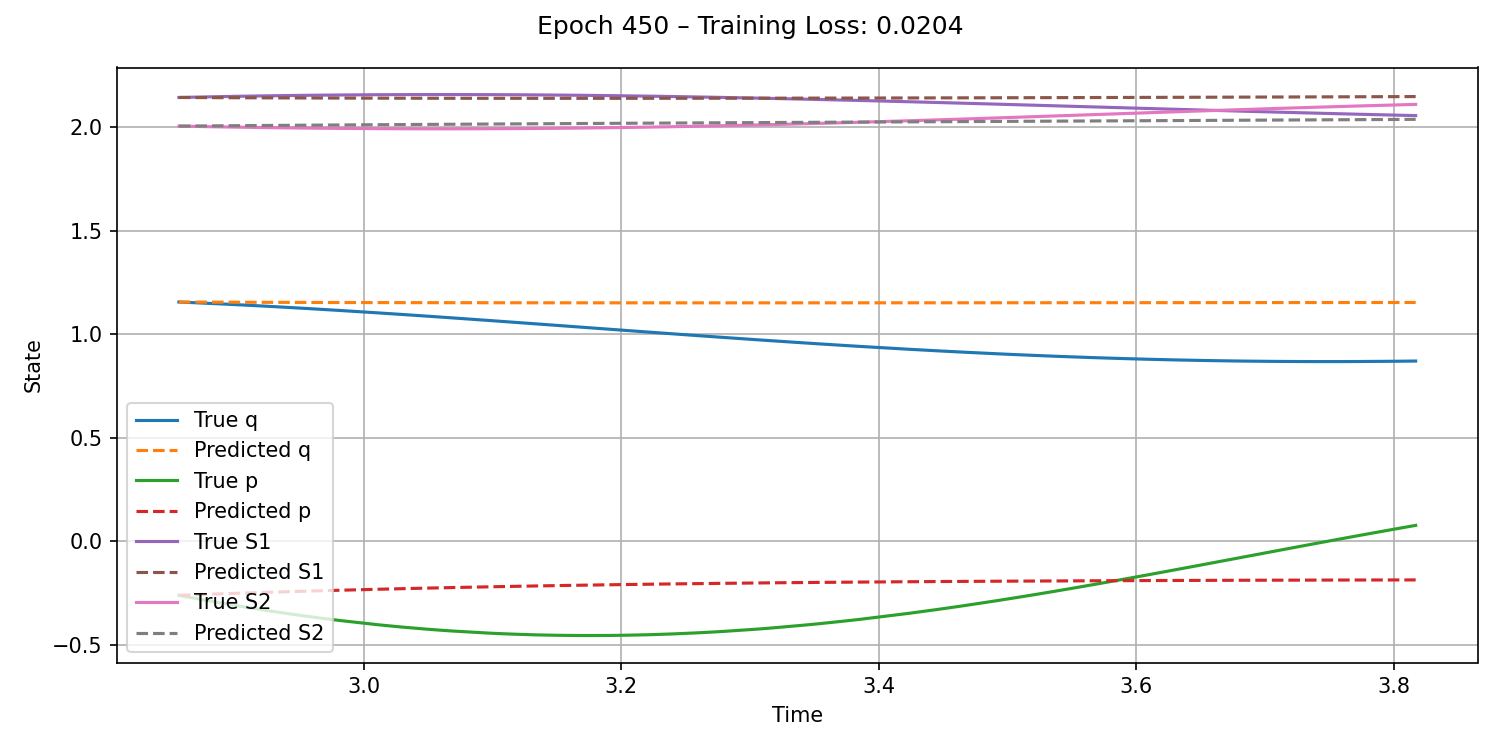 Epoch 450 – Training Loss: 0.0204
State
2.0
1.5
1.0
0.5
0.0
−0.5
True q
Predicted q
True p
Predicted p
True S1
Predicted S1
True S2
Predicted S2
3.0 3.2 3.4 3.6 3.8
Time